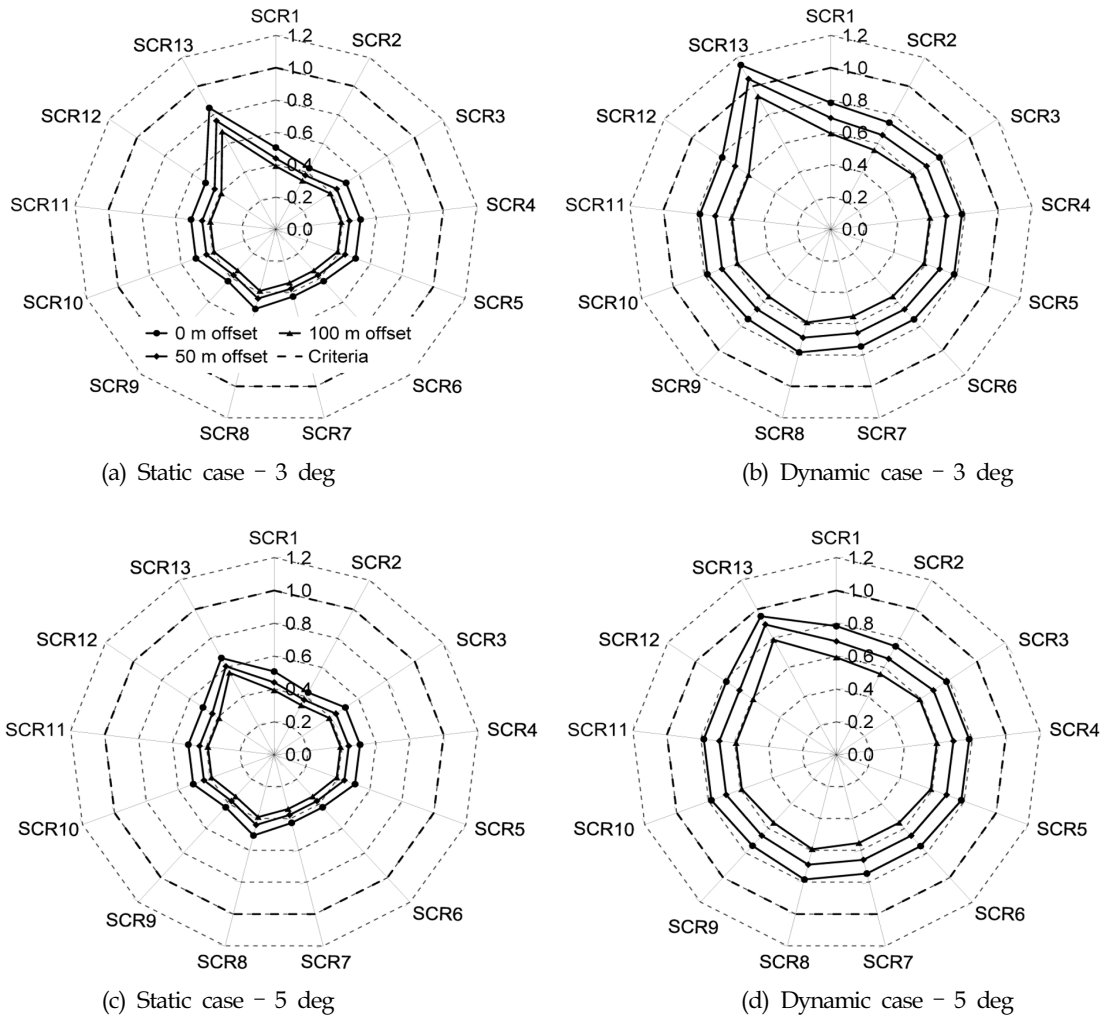 SCR1
SCR2
SCR3
SCR4
SCR5
SCR6
SCR7
SCR8
SCR9
SCR10
SCR11
SCR12
SCR13
1.2
1.0
0.8
0.6
0.4
0.2
0.0
0 m offset
100 m offset
50 m offset
Criteria
(a) Static case - 3 deg
SCR1
SCR2
SCR3
SCR4
SCR5
SCR6
SCR7
SCR8
SCR9
SCR10
SCR11
SCR12
SCR13
1.2
1.0
0.8
0.6
0.4
0.2
0.0
(b) Dynamic case - 3 deg
SCR1
SCR2
SCR3
SCR4
SCR5
SCR6
SCR7
SCR8
SCR9
SCR10
SCR11
SCR12
SCR13
1.2
1.0
0.8
0.6
0.4
0.2
0.0
(c) Static case - 5 deg
SCR1
SCR2
SCR3
SCR4
SCR5
SCR6
SCR7
SCR8
SCR9
SCR10
SCR11
SCR12
SCR13
1.2
1.0
0.8
0.6
0.4
0.2
0.0
(d) Dynamic case - 5 deg